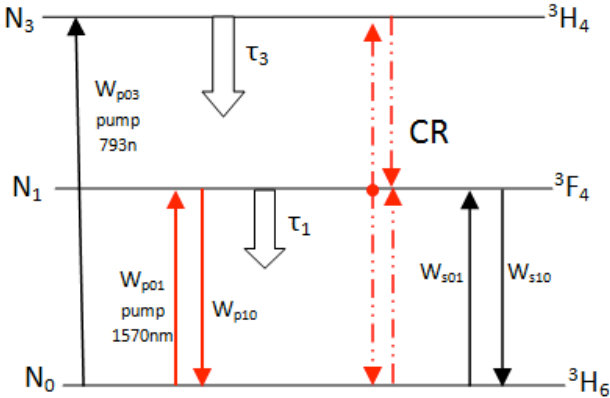 N₃ ³H₄
τ₃
Wₚ₀₃
pump
793n
CR
N₁ ³F₄
τ₁
Wₚ₀₁
pump
1570nm
Wₚ₁₀
Wₛ₀₁
Wₛ₁₀
N₀ ³H₆